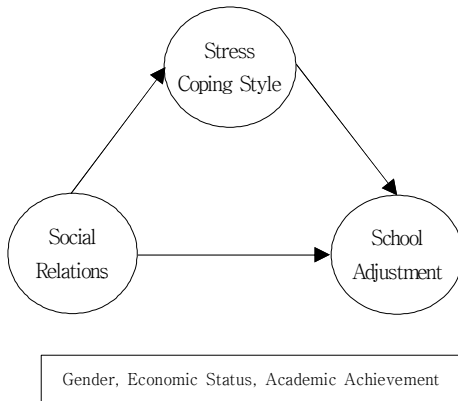 Stress
Coping Style
Social
Relations
School
Adjustment
Gender, Economic Status, Academic Achievement